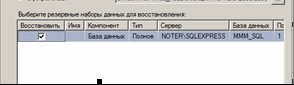 Выберите резервные наборы данных для восстановления:
Восстановить Имя Компонент Тип Сервер База данных По
База данных Полное NOTER\SQLEXPRESS MMM_SQL 1